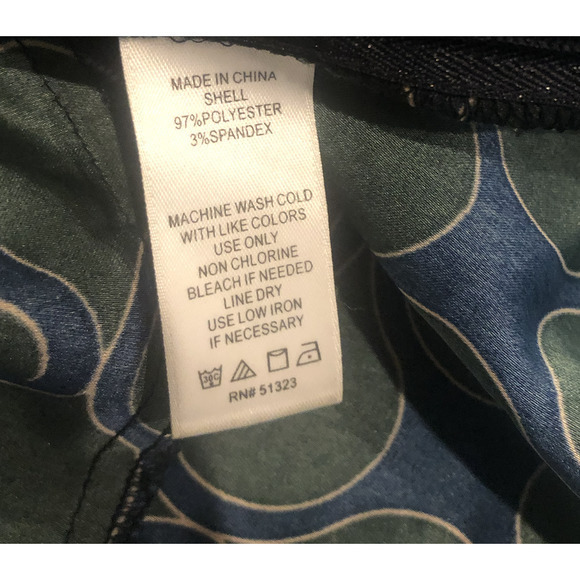 MADE IN CHINA
SHELL
97%POLYESTER
3%SPANDEX
MACHINE WASH COLD
WITH LIKE COLORS
USE ONLY
NON CHLORINE
BLEACH IF NEEDED
LINE DRY
USE LOW IRON
IF NECESSARY
30C
RN# 51323